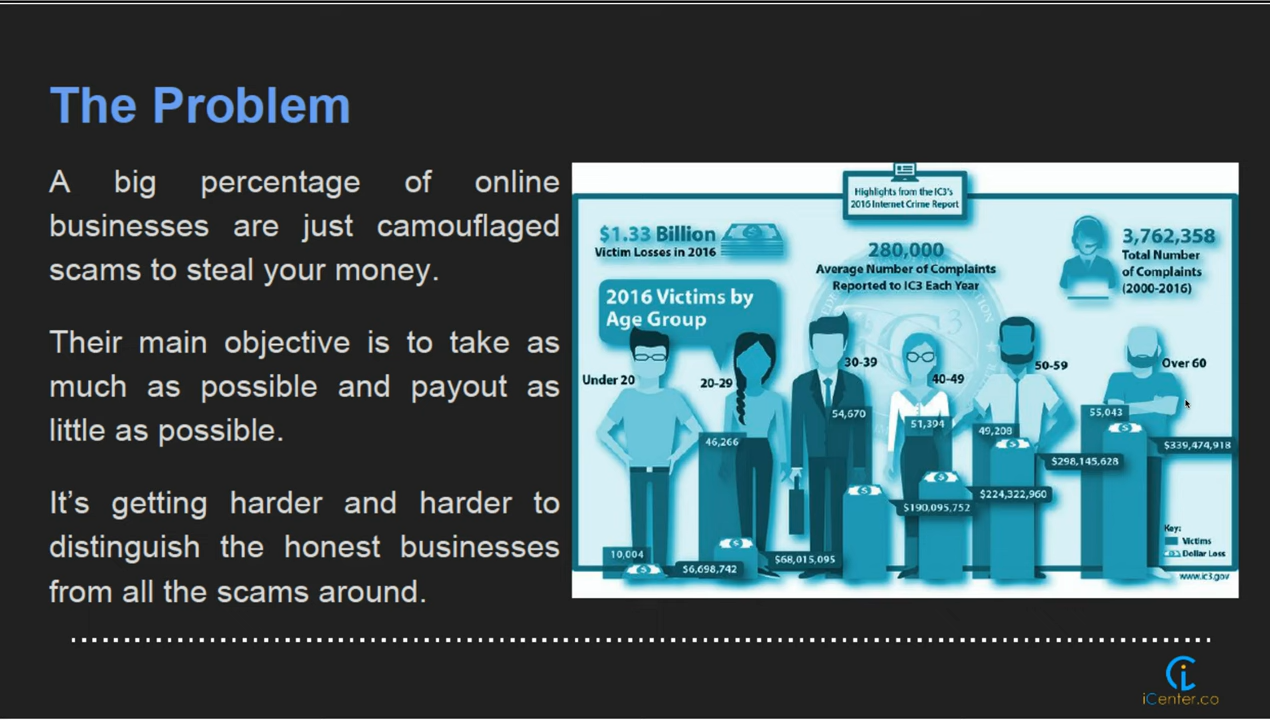 The Problem
A big percentage of online
businesses are just camouflaged
scams to steal your money.
Their main objective is to take as
much as possible and payout as
little as possible.
It's getting harder and harder to
distinguish the honest businesses
from all the scams around.
Highlights from the IC3's
2016 Internet Crime Report
$1.33 Billion
Victim Losses in 2016
280,000
Average Number of Complaints
Reported to IC3 Each Year
3,762,358
Total Number
of Complaints
(2000-2016)
2016 Victims by
Age Group
Under 20
10,004
$6,698,742
20-29
46,266
$68,015,095
30-39
54,670
$190,095,752
40-49
51,394
$224,322,960
50-59
49,208
$298,145,628
Over 60
55,043
$339,474,918
Key:
Victims
Dollar Loss
www.ic3.gov
iCenter.co